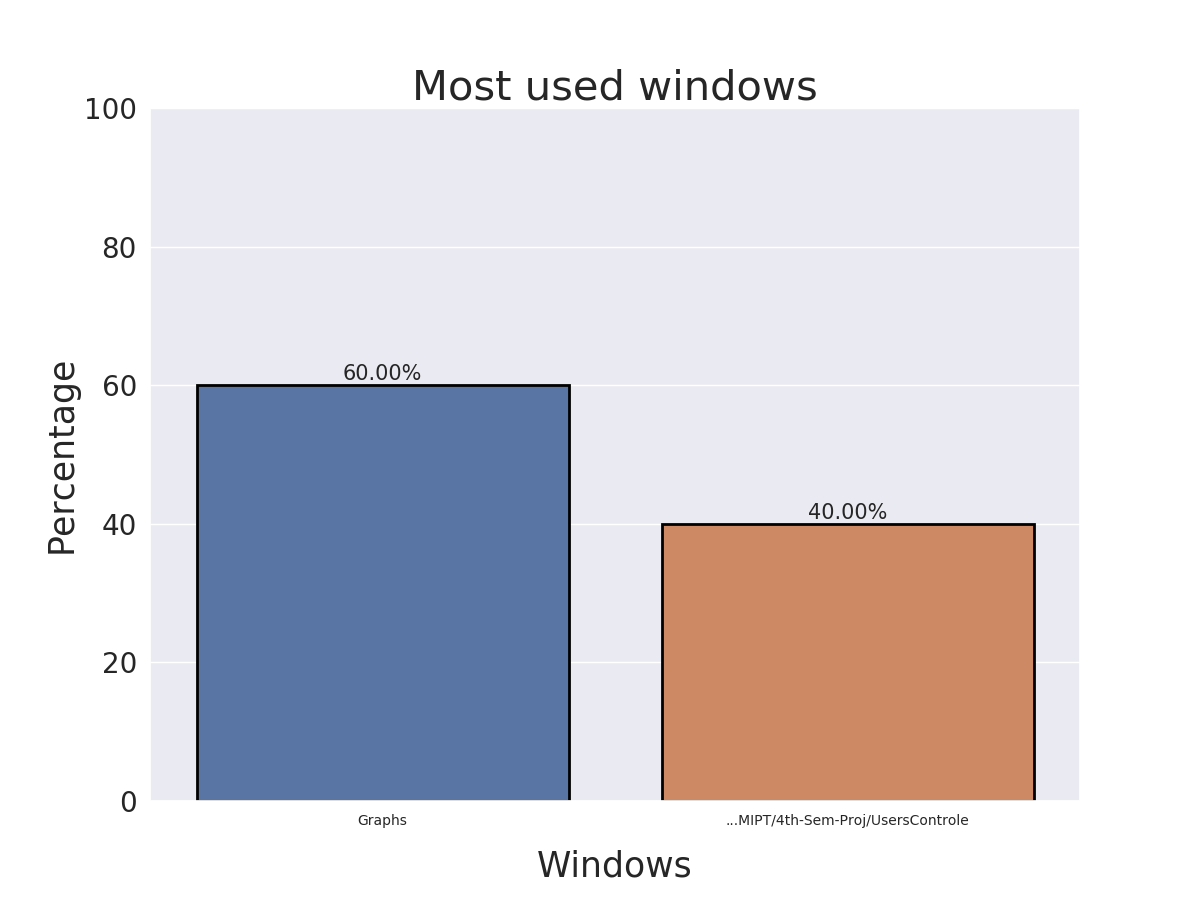 Most used windows
100
80
60
40
20
0
Percentage
60.00%
40.00%
Graphs
...MIPT/4th-Sem-Proj/UsersControle
Windows